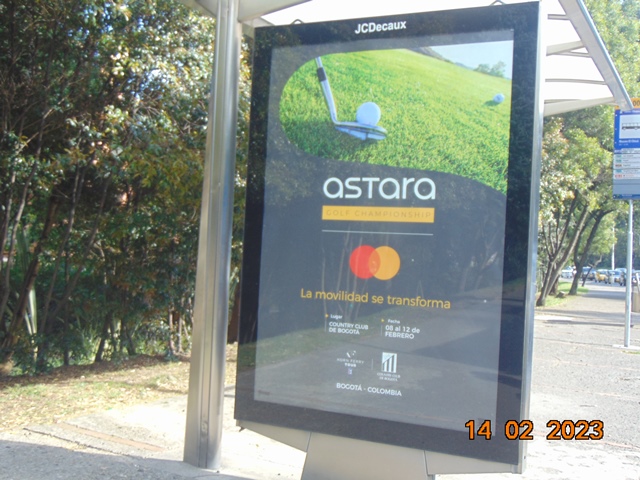 JCDecaux
astara
GOLF CHAMPIONSHIP
La movilidad se transforma
Lugar
COUNTRY CLUB
DE BOGOTÁ
Fecha
08 al 12 de
FEBRERO
TOUR
BOGOTÁ - COLOMBIA
14 02 2023